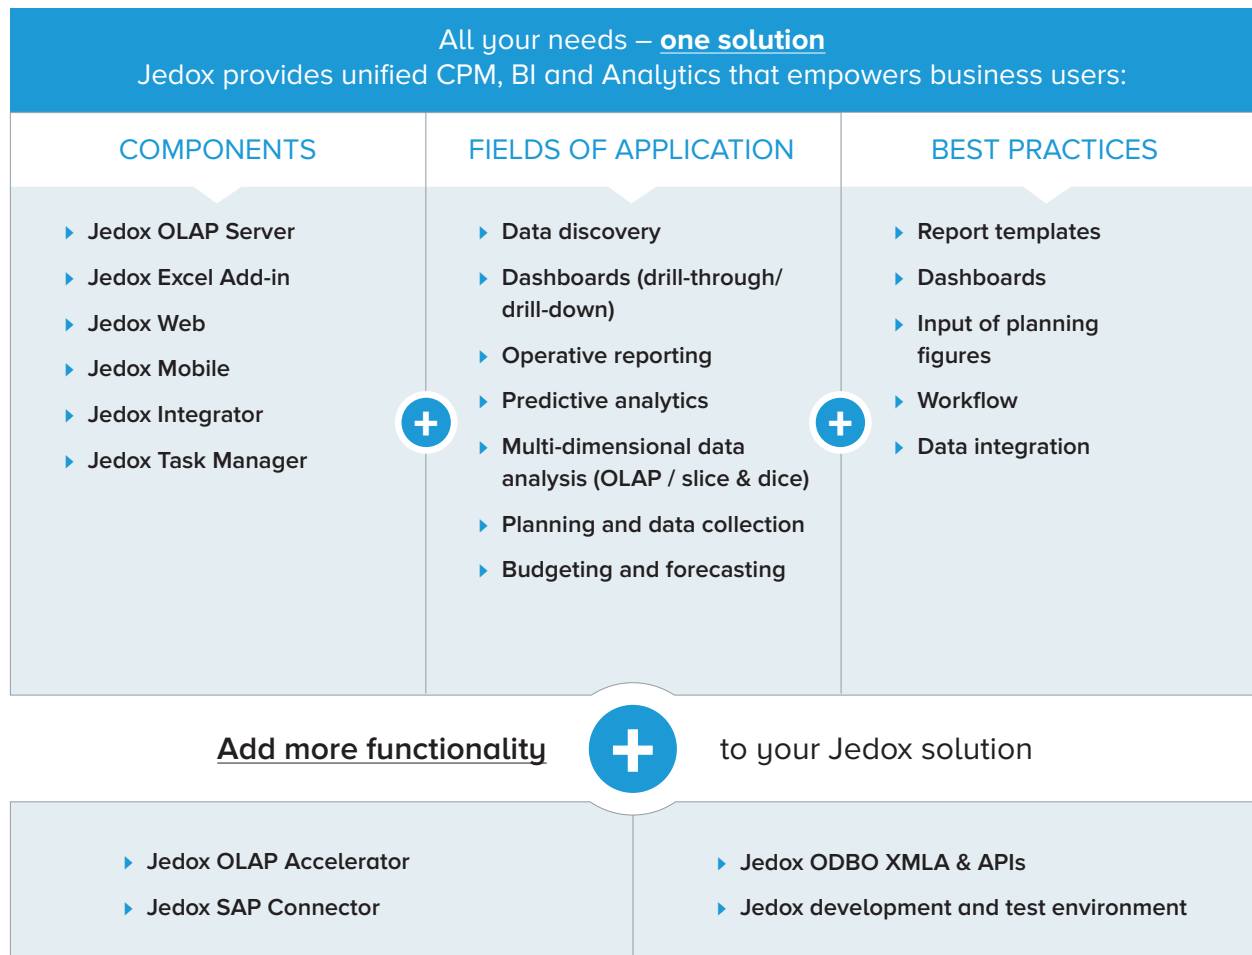 All your needs – one solution
Jedox provides unified CPM, BI and Analytics that empowers business users:
COMPONENTS
Jedox OLAP Server
Jedox Excel Add-in
Jedox Web
Jedox Mobile
Jedox Integrator
Jedox Task Manager
FIELDS OF APPLICATION
Data discovery
Dashboards (drill-through/
drill-down)
Operative reporting
Predictive analytics
Multi-dimensional data
analysis (OLAP / slice & dice)
Planning and data collection
Budgeting and forecasting
BEST PRACTICES
Report templates
Dashboards
Input of planning
figures
Workflow
Data integration
Add more functionality + to your Jedox solution
Jedox OLAP Accelerator
Jedox SAP Connector
Jedox ODBO XMLA & APIs
Jedox development and test environment